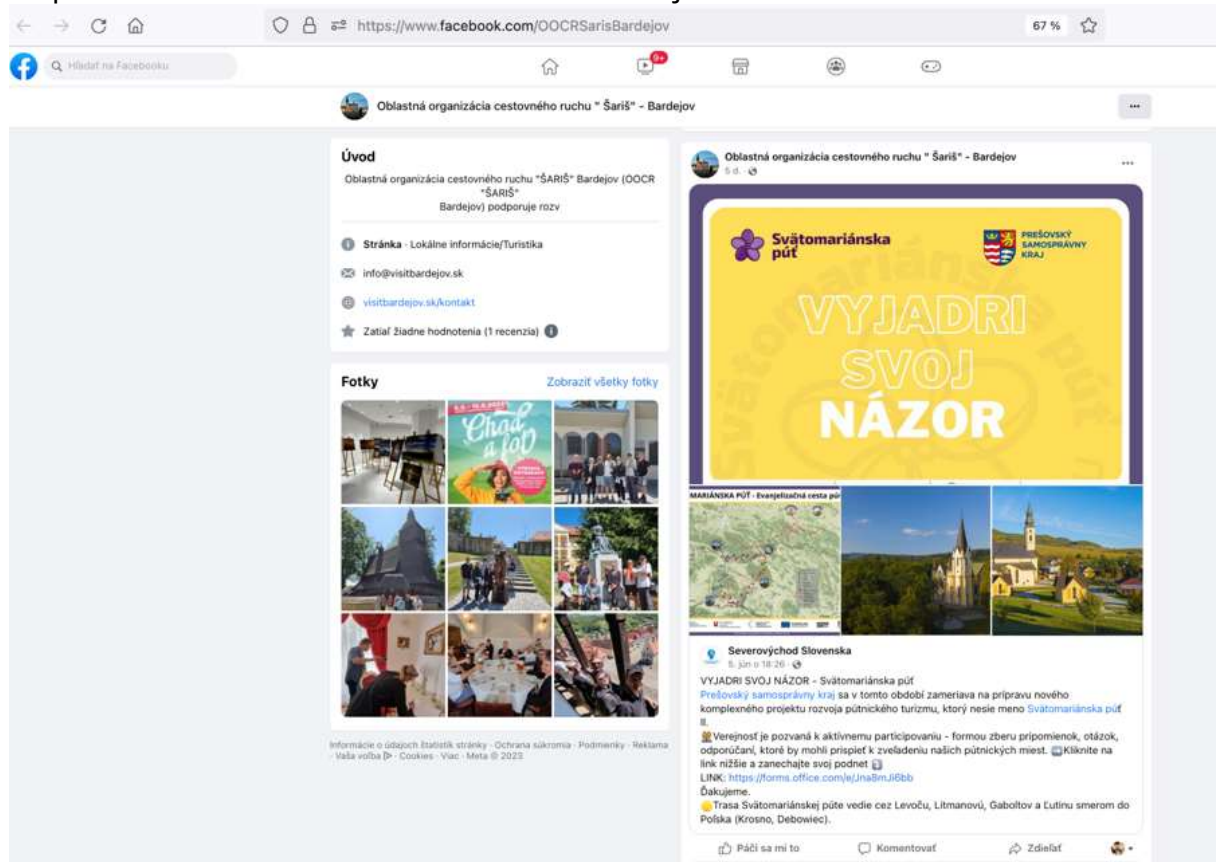 https://www.facebook.com/OOCRSarisBardejov
67 %
Hľadať na Facebooku
9+
Oblastná organizácia cestovného ruchu " Šariš" - Bardejov
Úvod
Oblastná organizácia cestovného ruchu "ŠARIŠ" Bardejov (OOCR
"ŠARIŠ"
Bardejov) podporuje rozv
Stránka · Lokálne informácie/Turistika
info@visitbardejov.sk
visitbardejov.sk/kontakt
Zatiaľ žiadne hodnotenia (1 recenzia)
Fotky
Zobraziť všetky fotky
Choď
a foť
Informácie o údajoch štatistík stránky · Ochrana súkromia · Podmienky · Reklama
· Vaša voľba · Cookies · Viac · Meta © 2023
Oblastná organizácia cestovného ruchu " Šariš" - Bardejov
5 d.
Svätomariánska
púť
PREŠOVSKÝ
SAMOSPRÁVNY
KRAJ
VYJADRI
SVOJ
NÁZOR
Svätomariánska púť
MARIÁNSKA PÚŤ - Evanjelizačná cesta pú
Severovýchod Slovenska
5. jún o 18:26
VYJADRI SVOJ NÁZOR – Svätomariánska púť
Prešovský samosprávny kraj sa v tomto období zameriava na prípravu nového
komplexného projektu rozvoja pútnického turizmu, ktorý nesie meno Svätomariánska púť
II.
Verejnosť je pozvaná k aktívnemu participovaniu - formou zberu pripomienok, otázok,
odporúčaní, ktoré by mohli prispieť k zveľadeniu našich pútnických miest. Kliknite na
link nižšie a zanechajte svoj podnet
LINK: https://forms.office.com/e/Jna8mJi6bb
Ďakujeme.
Trasa Svätomariánskej púte vedie cez Levoču, Litmanovú, Gaboltov a Ľutinu smerom do
Poľska (Krosno, Debowiec).
Páči sa mi to
Komentovať
Zdieľať